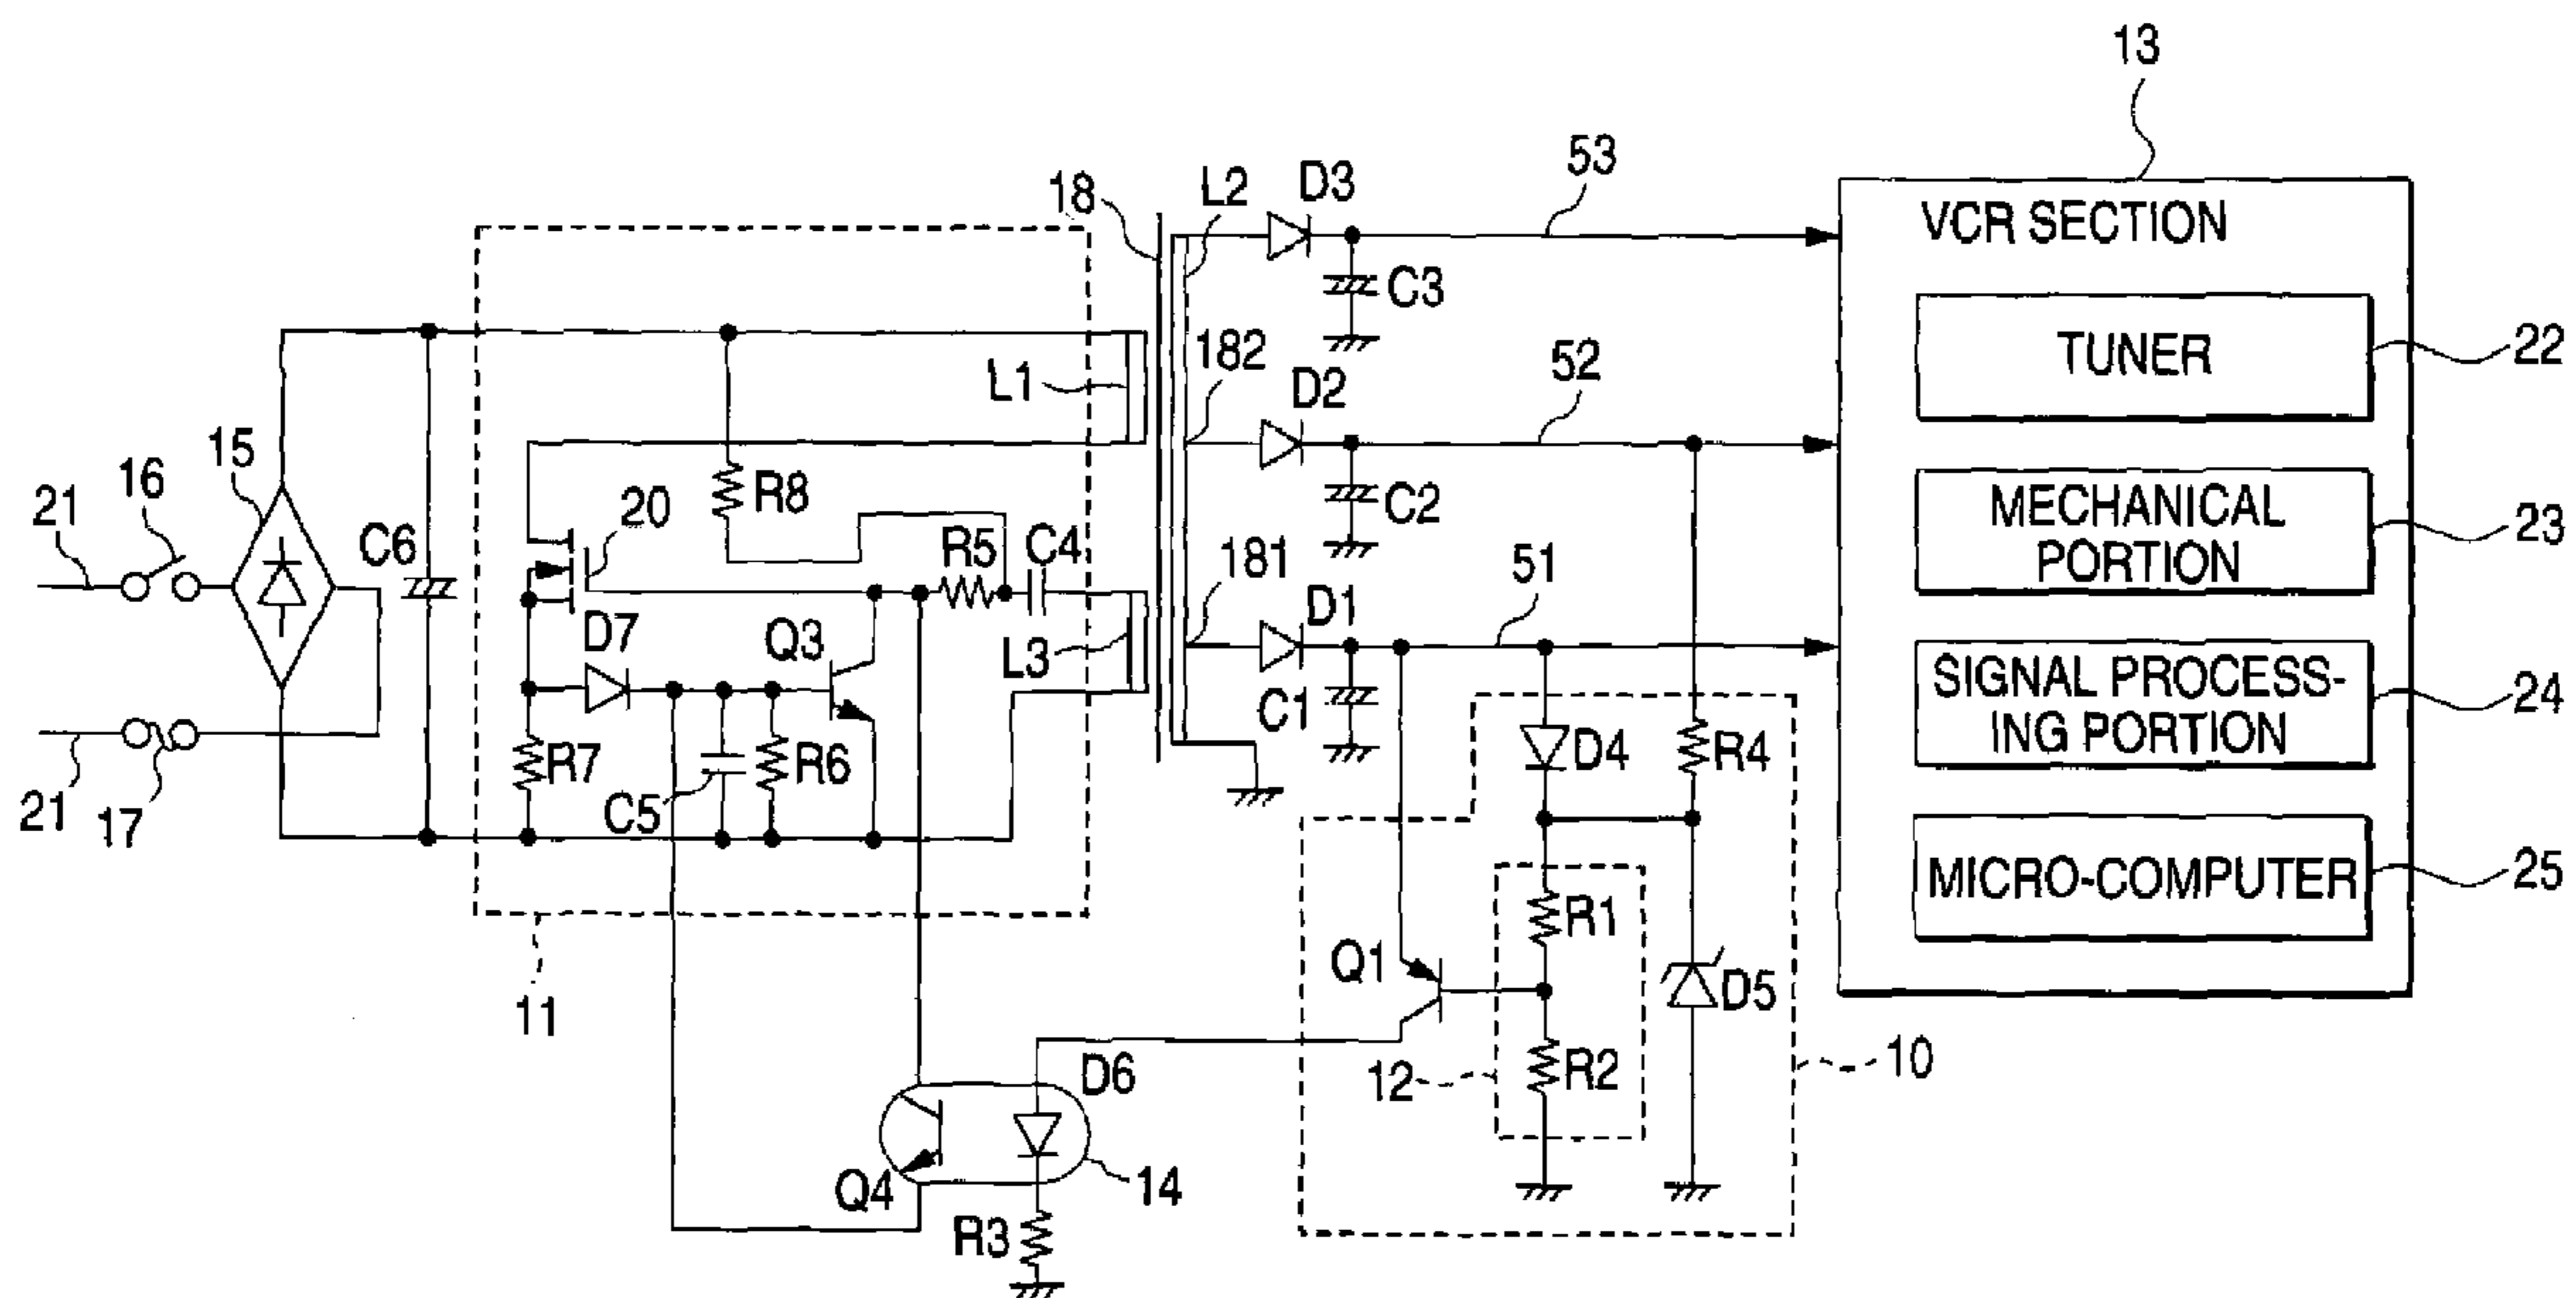 13
53
18
L2
D3
VCR SECTION
C3
TUNER
22
182
52
L1
D2
15
16
21
R8
20
C2
MECHANICAL
PORTION
23
C6
R5
C4
181
51
D1
D7
Q3
L3
C1
SIGNAL PROCESS-
ING PORTION
24
R7
C5
R6
D4
R4
21
17
MICRO-COMPUTER
25
R1
Q1
D5
11
12
R2
10
D6
Q4
14
R3